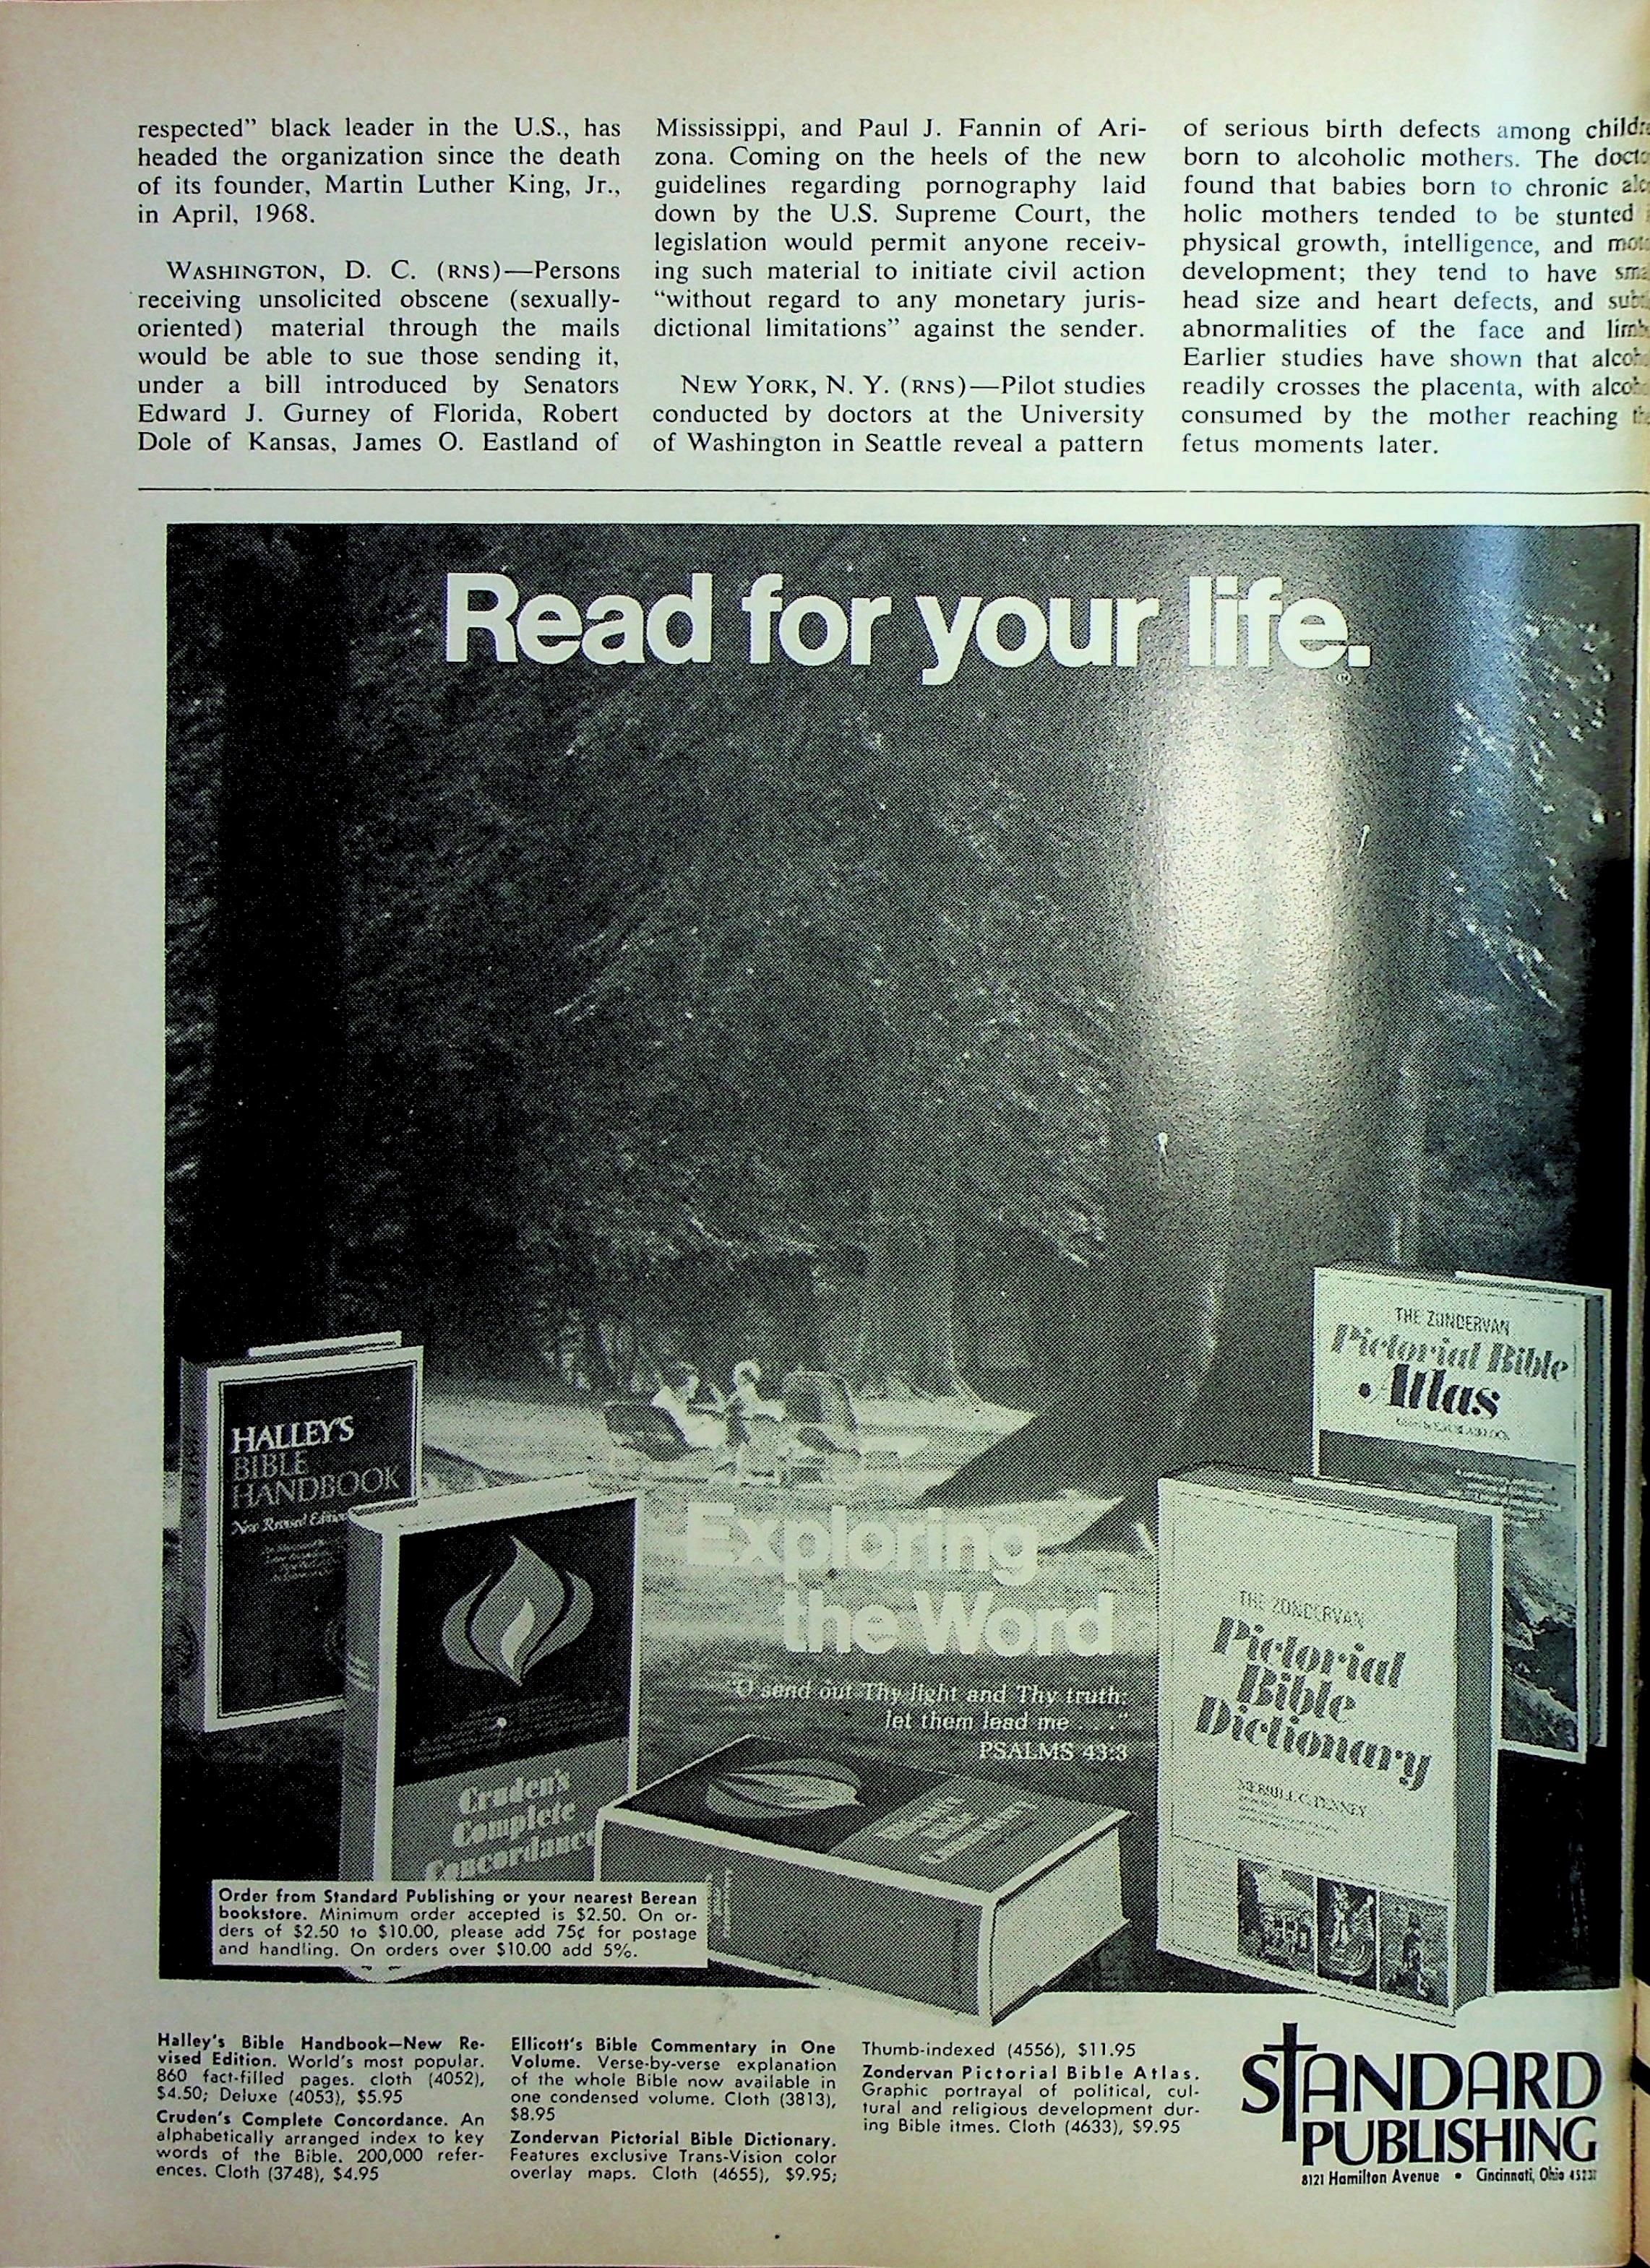 respected” black leader in the U.S., has
headed the organization since the death
of its founder, Martin Luther King, Jr.,
in April, 1968.
WASHINGTON, D. C. (RNS)—Persons
receiving unsolicited obscene (sexually-
oriented) material through the mails
would be able to sue those sending it,
under a bill introduced by Senators
Edward J. Gurney of Florida, Robert
Dole of Kansas, James O. Eastland of
Mississippi, and Paul J. Fannin of Ari-
zona. Coming on the heels of the new
guidelines regarding pornography laid
down by the U.S. Supreme Court, the
legislation would permit anyone receiv-
ing such material to initiate civil action
“without regard to any monetary juris-
dictional limitations” against the sender.
NEW YORK, N. Y. (RNS)—Pilot studies
conducted by doctors at the University
of Washington in Seattle reveal a pattern
of serious birth defects among
born to alcoholic mothers. The
found that babies born to chronic
holic mothers tended to be stunted
physical growth, intelligence, and
development; they tend to have
head size and heart defects, and
abnormalities of the face and
Earlier studies have shown that
readily crosses the placenta, with
consumed by the mother reaching
fetus moments later.
Read for your life.
HALLEY'S
BIBLE
HANDBOOK
New Revised Edition
Cruden's
Complete
Concordance
Exploring
the Word
“O send out Thy light and Thy truth:
let them lead me . . .”
PSALMS 43:3
THE ZONDERVAN
Pictorial Bible
Atlas
THE ZONDERVAN
Pictorial
Bible
Dictionary
MERRILL C. TENNEY
Order from Standard Publishing or your nearest Berean
bookstore. Minimum order accepted is $2.50. On or-
ders of $2.50 to $10.00, please add 75¢ for postage
and handling. On orders over $10.00 add 5%.
Halley's Bible Handbook—New Re-
vised Edition. World's most popular.
860 fact-filled pages. cloth (4052),
$4.50; Deluxe (4053), $5.95
Cruden's Complete Concordance. An
alphabetically arranged index to key
words of the Bible. 200,000 refer-
ences. Cloth (3748), $4.95
Ellicott's Bible Commentary in One
Volume. Verse-by-verse explanation
of the whole Bible now available in
one condensed volume. Cloth (3813),
$8.95
Zondervan Pictorial Bible Dictionary.
Features exclusive Trans-Vision color
overlay maps. Cloth (4655), $9.95;
Thumb-indexed (4556), $11.95
Zondervan Pictorial Bible Atlas.
Graphic portrayal of political, cul-
tural and religious development dur-
ing Bible itmes. Cloth (4633), $9.95
STANDARD
PUBLISHING
8121 Hamilton Avenue • Cincinnati, Ohio